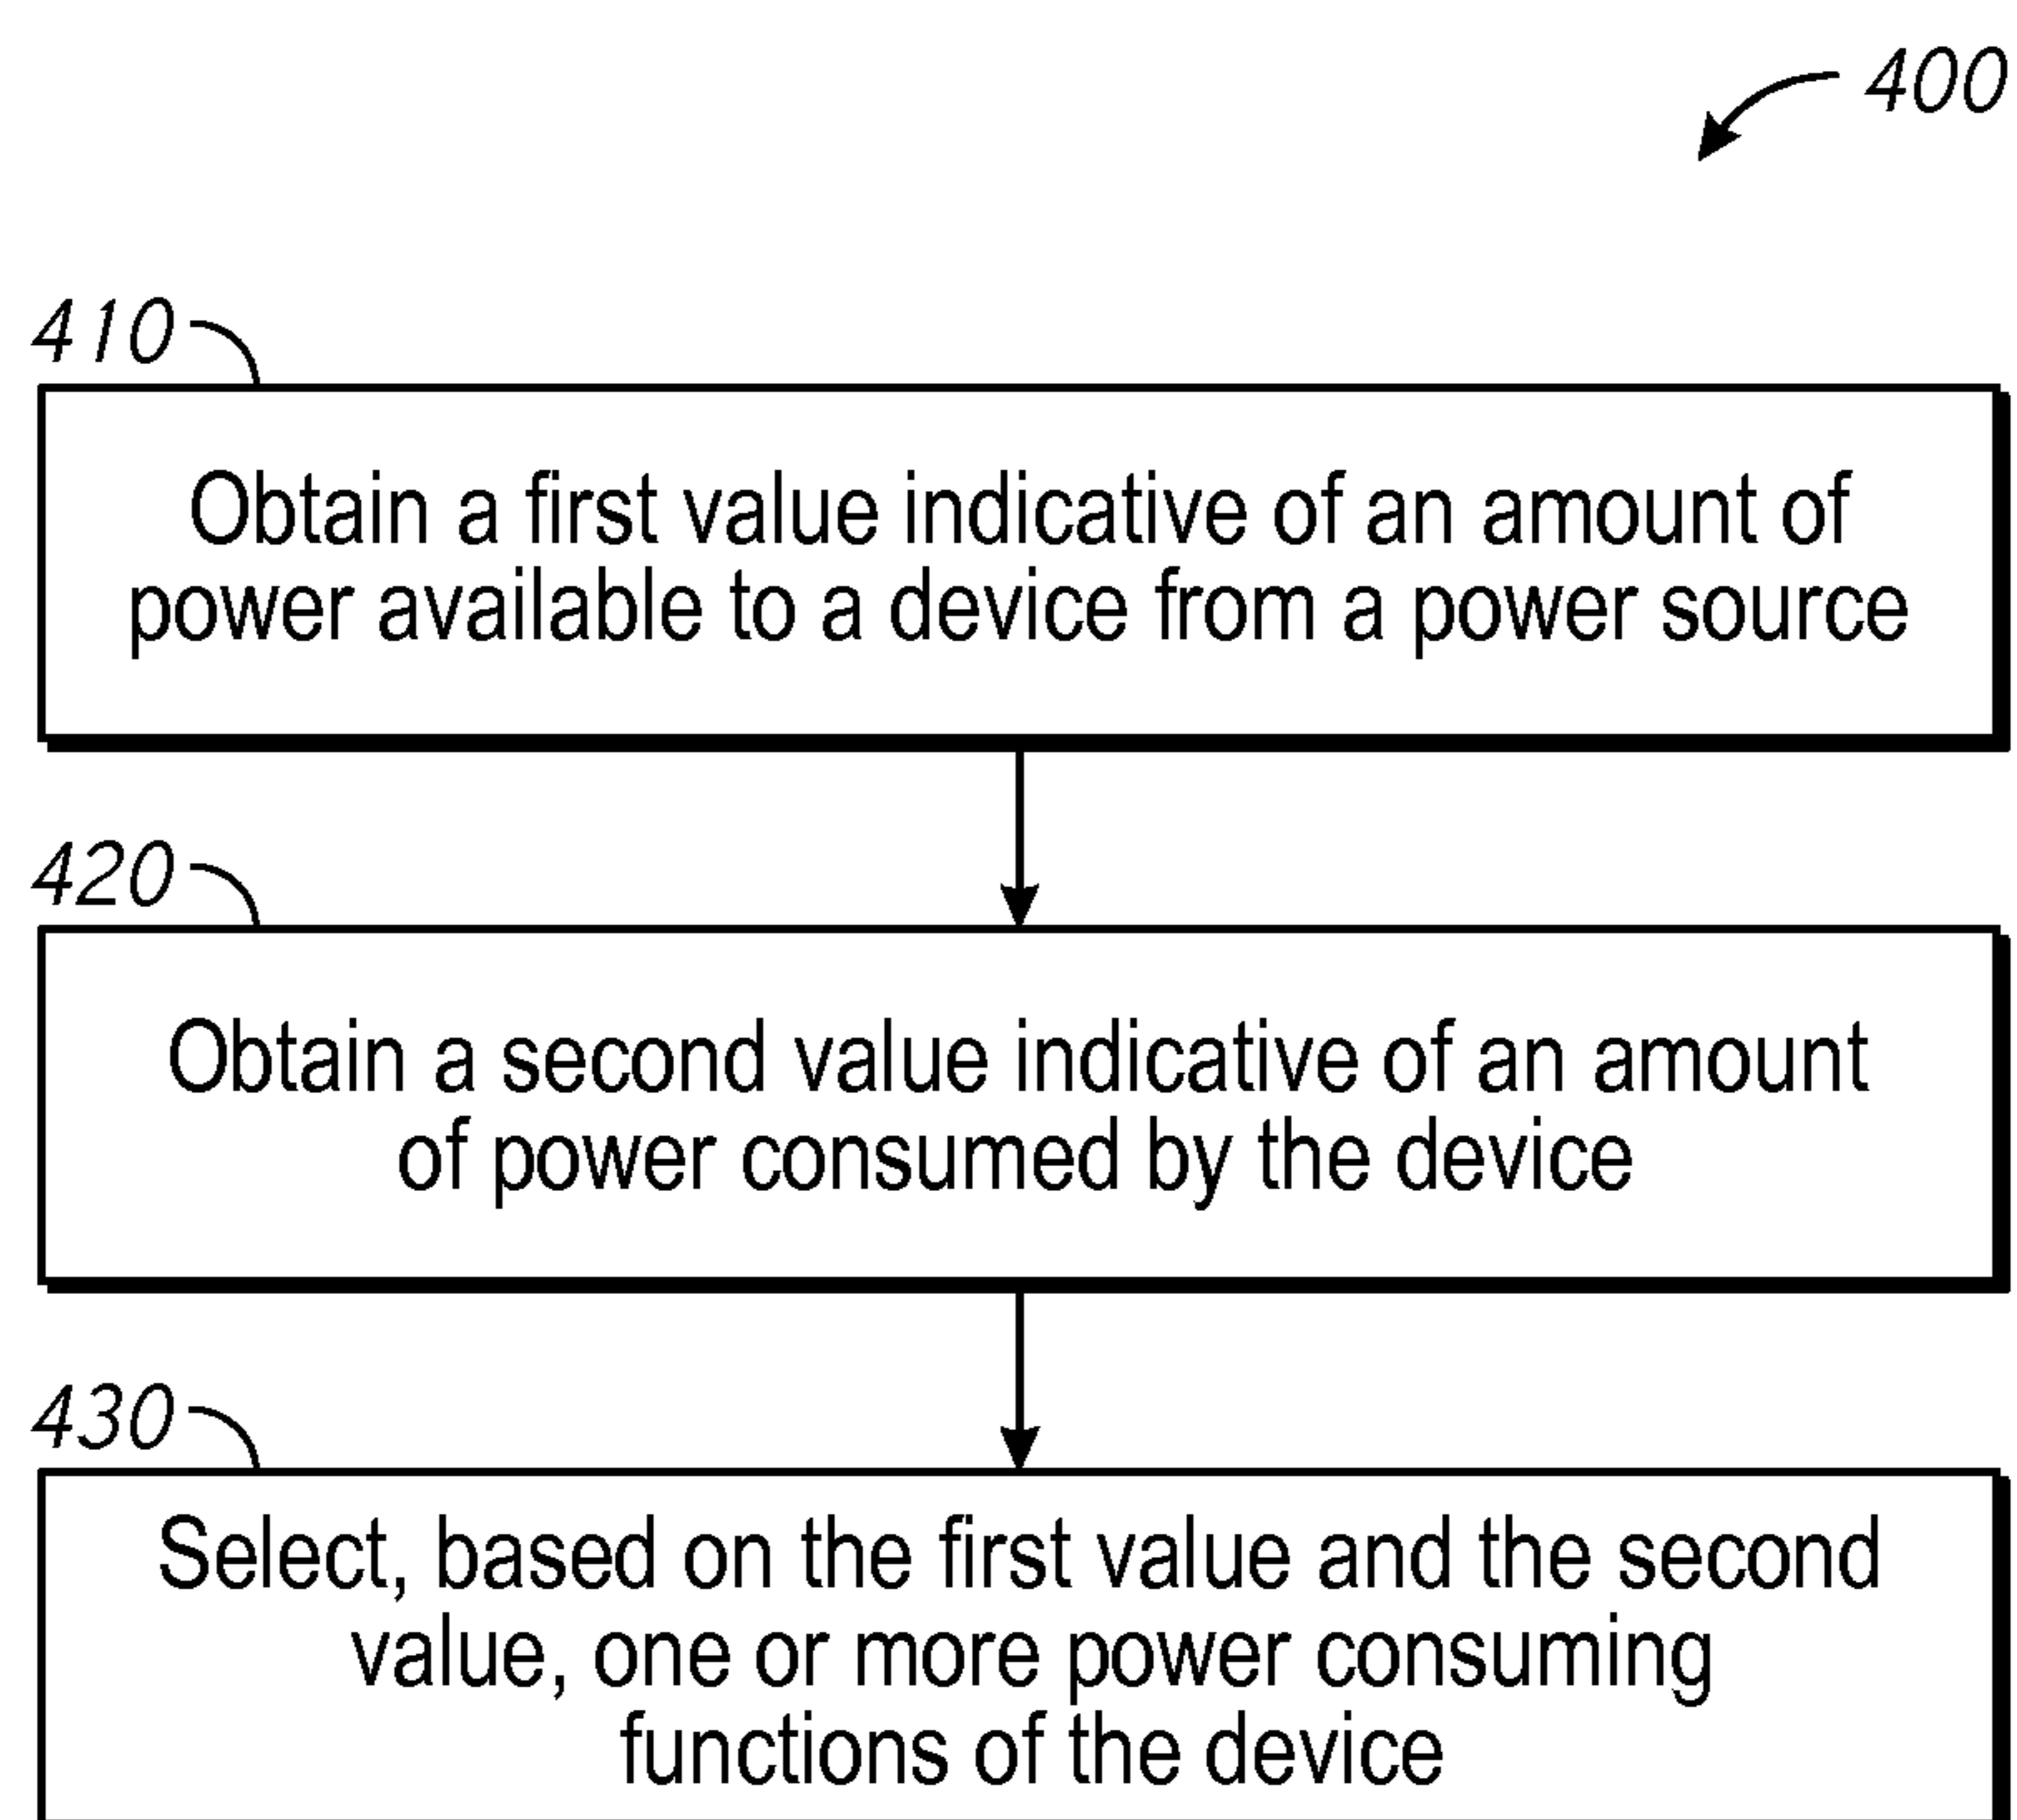 400
410
Obtain a first value indicative of an amount of
power available to a device from a power source
420
Obtain a second value indicative of an amount
of power consumed by the device
430
Select, based on the first value and the second
value, one or more power consuming
functions of the device